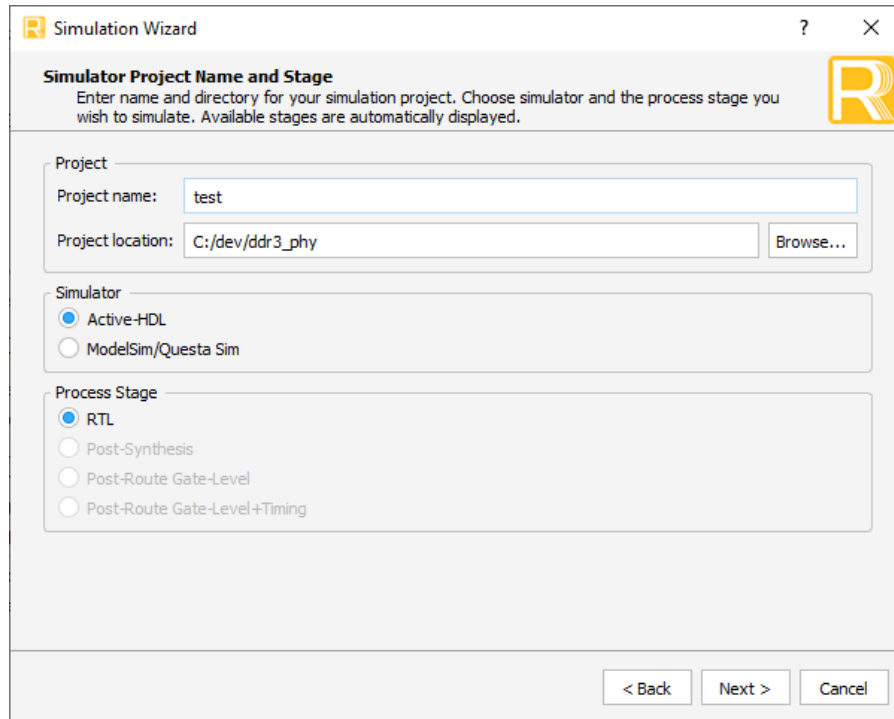 Simulation Wizard
?
Simulator Project Name and Stage
Enter name and directory for your simulation project. Choose simulator and the process stage you
wish to simulate. Available stages are automatically displayed.
Project
Project name: test
Project location: C:/dev/ddr3_phy Browse...
Simulator
Active-HDL
ModelSim/Questa Sim
Process Stage
RTL
Post-Synthesis
Post-Route Gate-Level
Post-Route Gate-Level+Timing
< Back Next > Cancel